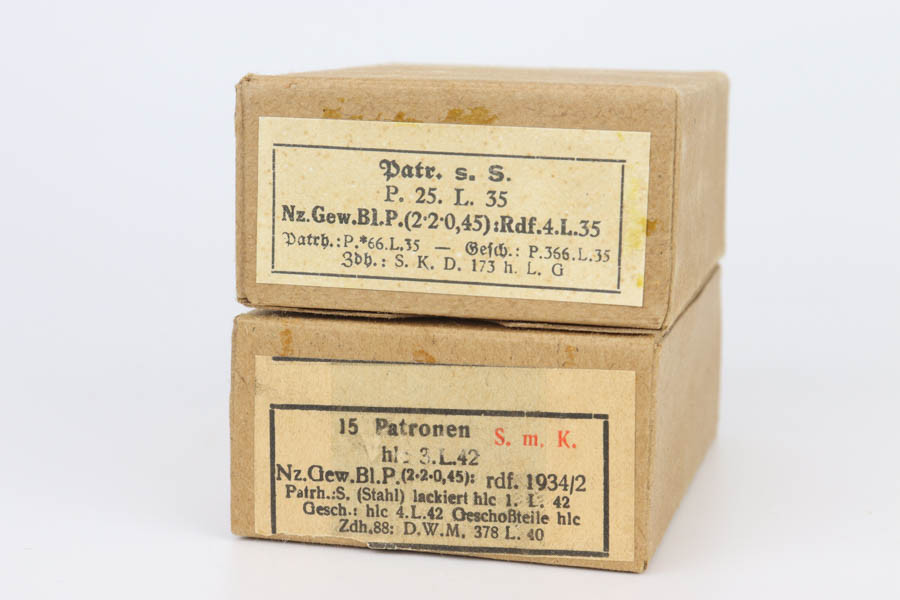 Patr. s. S.
P. 25. L. 35
Nz.Gew.Bl.P.(2·2·0,45):Rdf.4.L.35
Patrh.:P.*66.L.35 — Gesch.: P.366.L.35
Zdh.: S. K. D. 173 h. L. G
15 Patronen S. m. K.
hlc 3.L.42
Nz.Gew.Bl.P.(2·2·0,45): rdf. 1934/2
Patrh.:S. (Stahl) lackiert hlc 1. L. 42
Gesch.: hlc 4.L.42 Geschoßteile hlc
Zdh.88: D.W.M. 378 L. 40